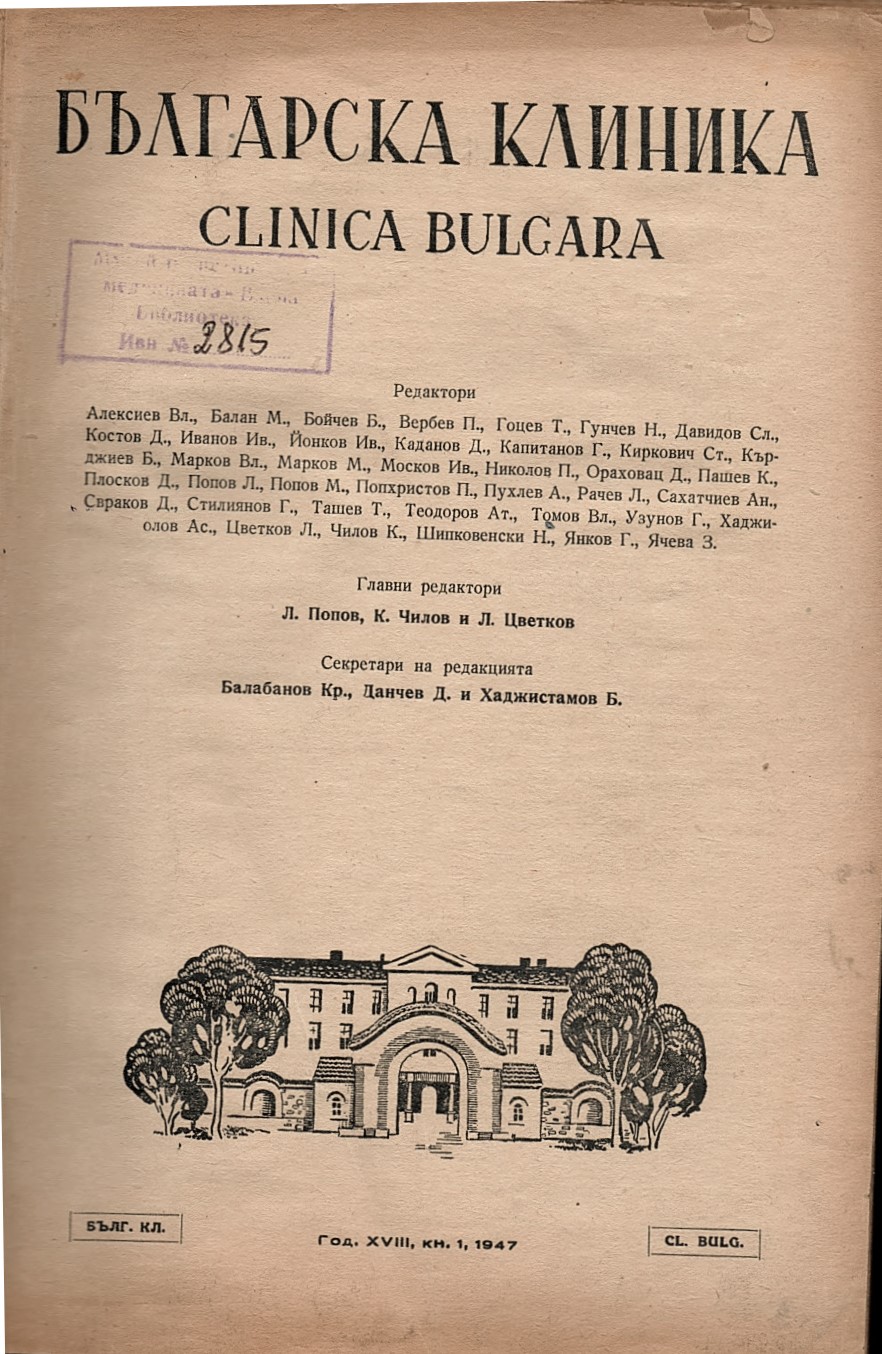 БЪЛГАРСКА КЛИНИКА
CLINICA BULGARA
медицината -
Библиотека
Инв № 2815
Редактори
Алексиев Вл., Балан М., Бойчев Б., Вербев П., Гоцев Т., Гунчев Н., Давидов Сл.,
Костов Д., Иванов Ив., Йонков Ив., Каданов Д., Капитанов Г., Киркович Ст., Кър-
джиев Б., Марков Вл., Марков М., Москов Ив., Николов П., Ораховац Д., Пашев К.,
Плосков Д., Попов Л., Попов М., Попхристов П., Пухлев А., Рачев Л., Сахатчиев Ан.,
Свраков Д., Стилиянов Г., Ташев Т., Теодоров Ат., Томов Вл., Узунов Г., Хаджи-
олов Ас., Цветков Л., Чилов К., Шипковенски Н., Янков Г., Ячева З.
Главни редактори
Л. Попов, К. Чилов и Л. Цветков
Секретари на редакцията
Балабанов Кр., Данчев Д. и Хаджистамов Б.
БЪЛГ. КЛ.
Год. XVIII, кн. 1, 1947
CL. BULG.